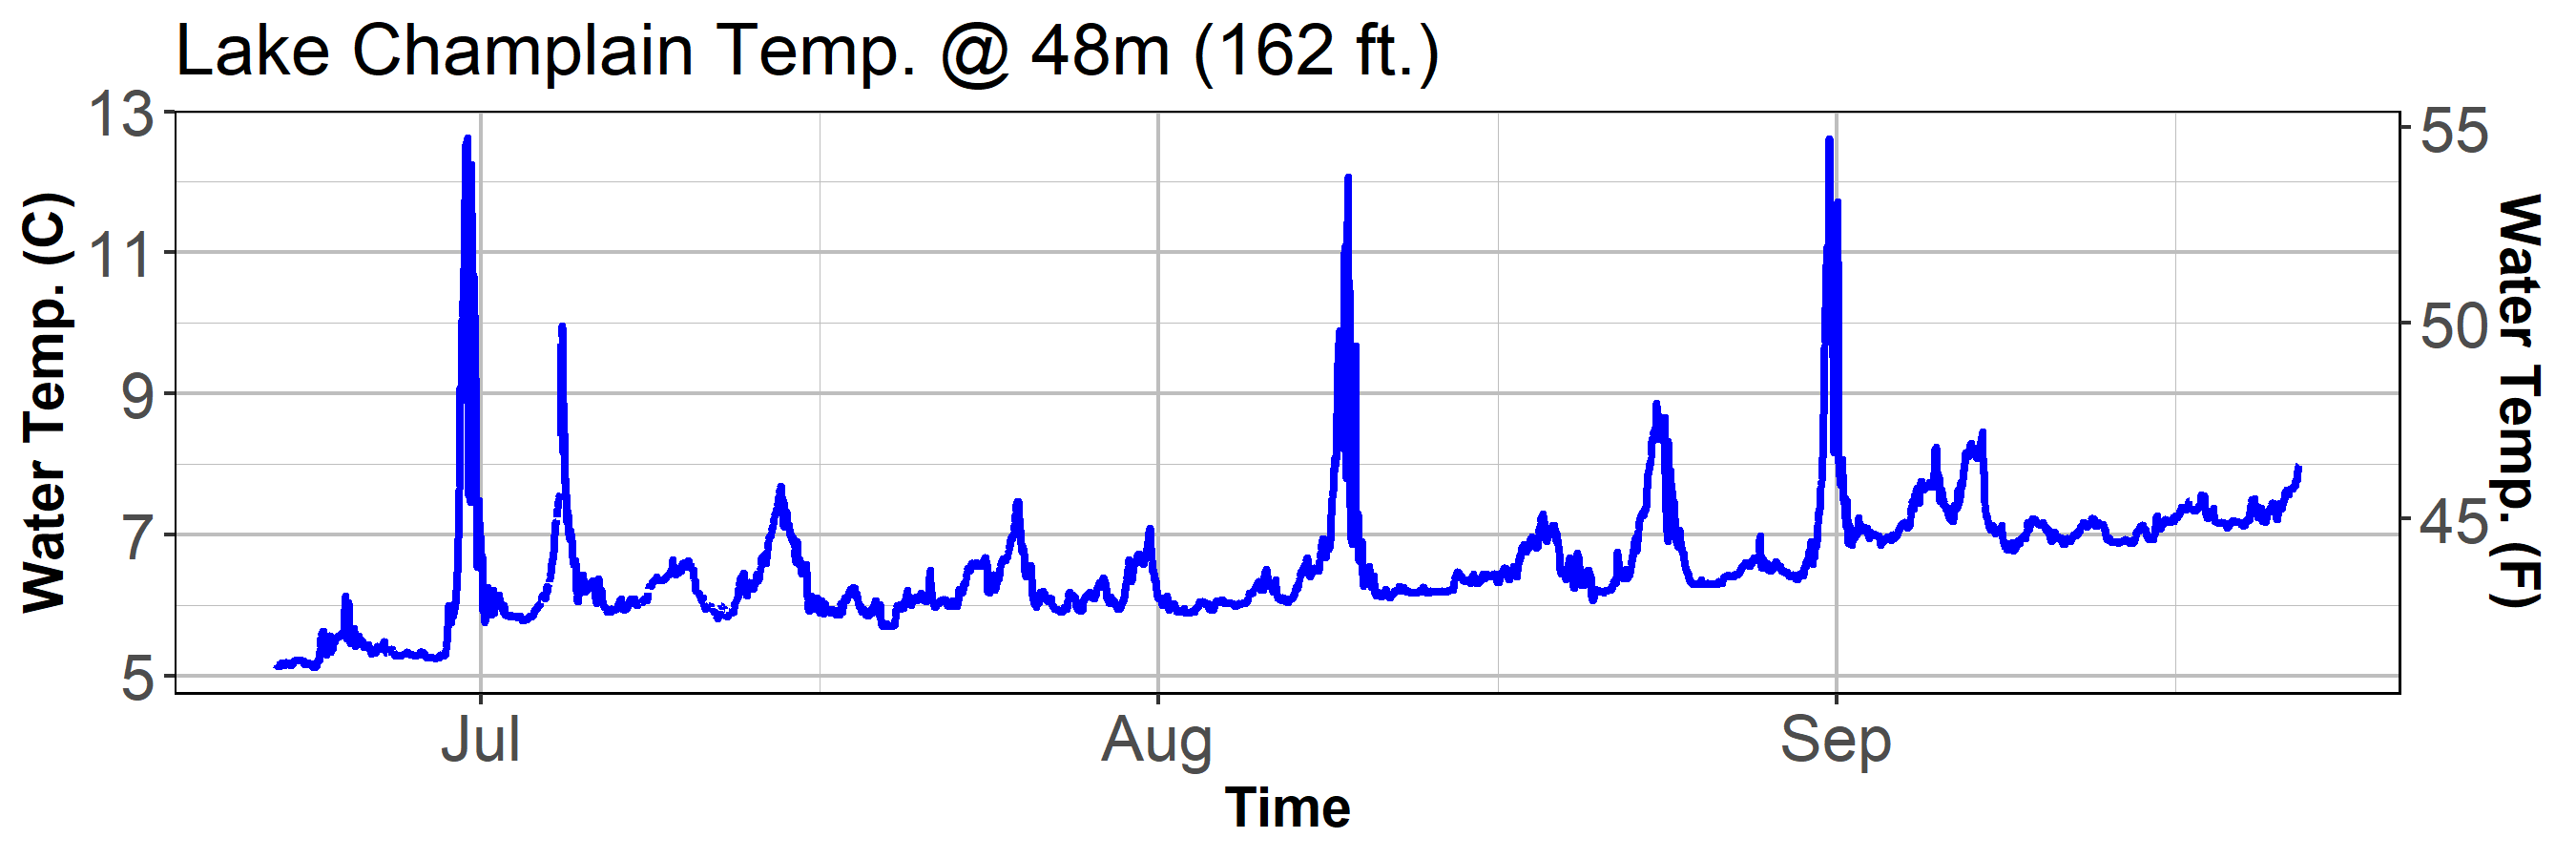 Lake Champlain Temp. @ 48m (162 ft.)
Water Temp. (C)
13
11
9
7
5
55
50
45
Water Temp. (F)
Jul Aug Sep
Time